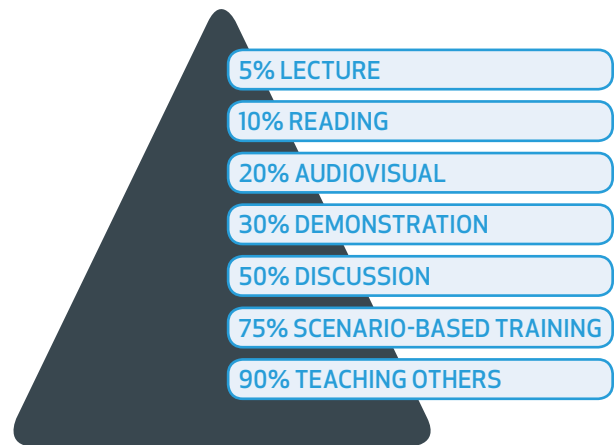 5% LECTURE
10% READING
20% AUDIOVISUAL
30% DEMONSTRATION
50% DISCUSSION
75% SCENARIO-BASED TRAINING
90% TEACHING OTHERS